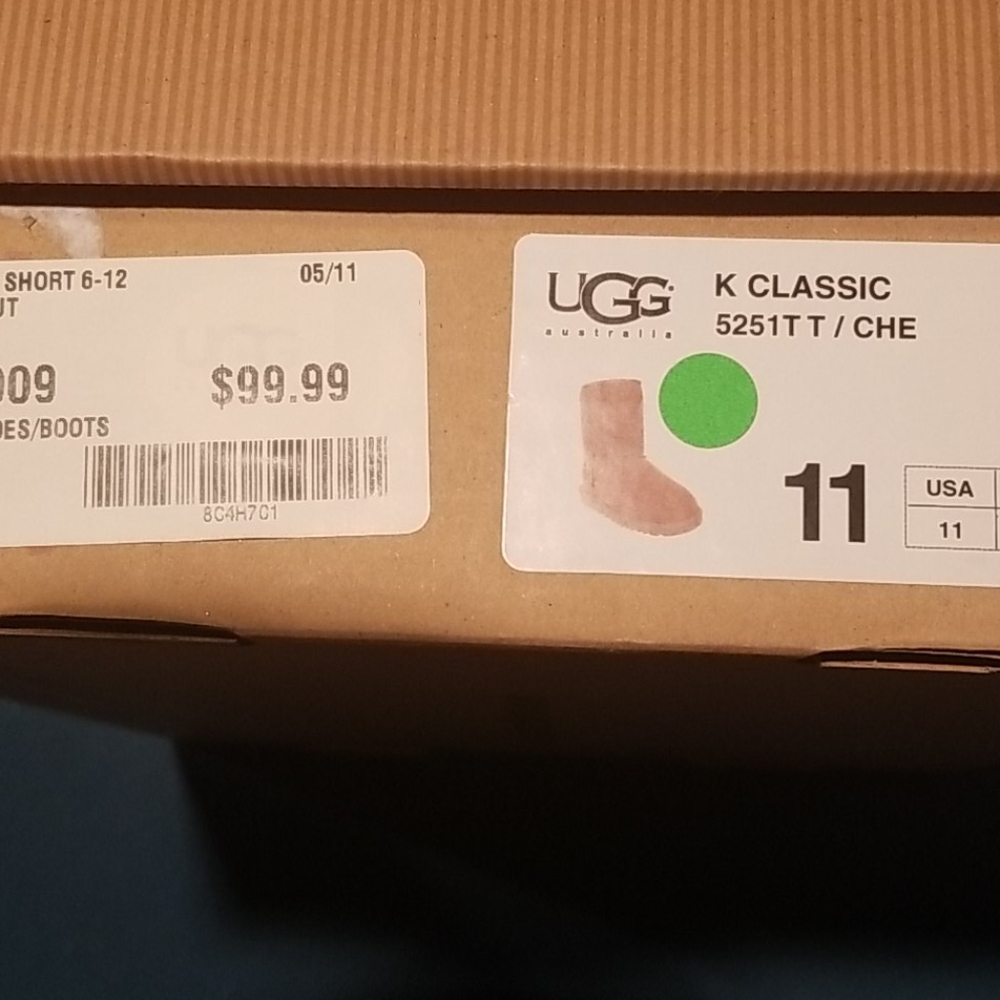 SHORT 6-12
05/11
UT
009
$99.99
DES/BOOTS
8C4H7C1
UGG
australia
K CLASSIC
5251T T / CHE
11
USA
11